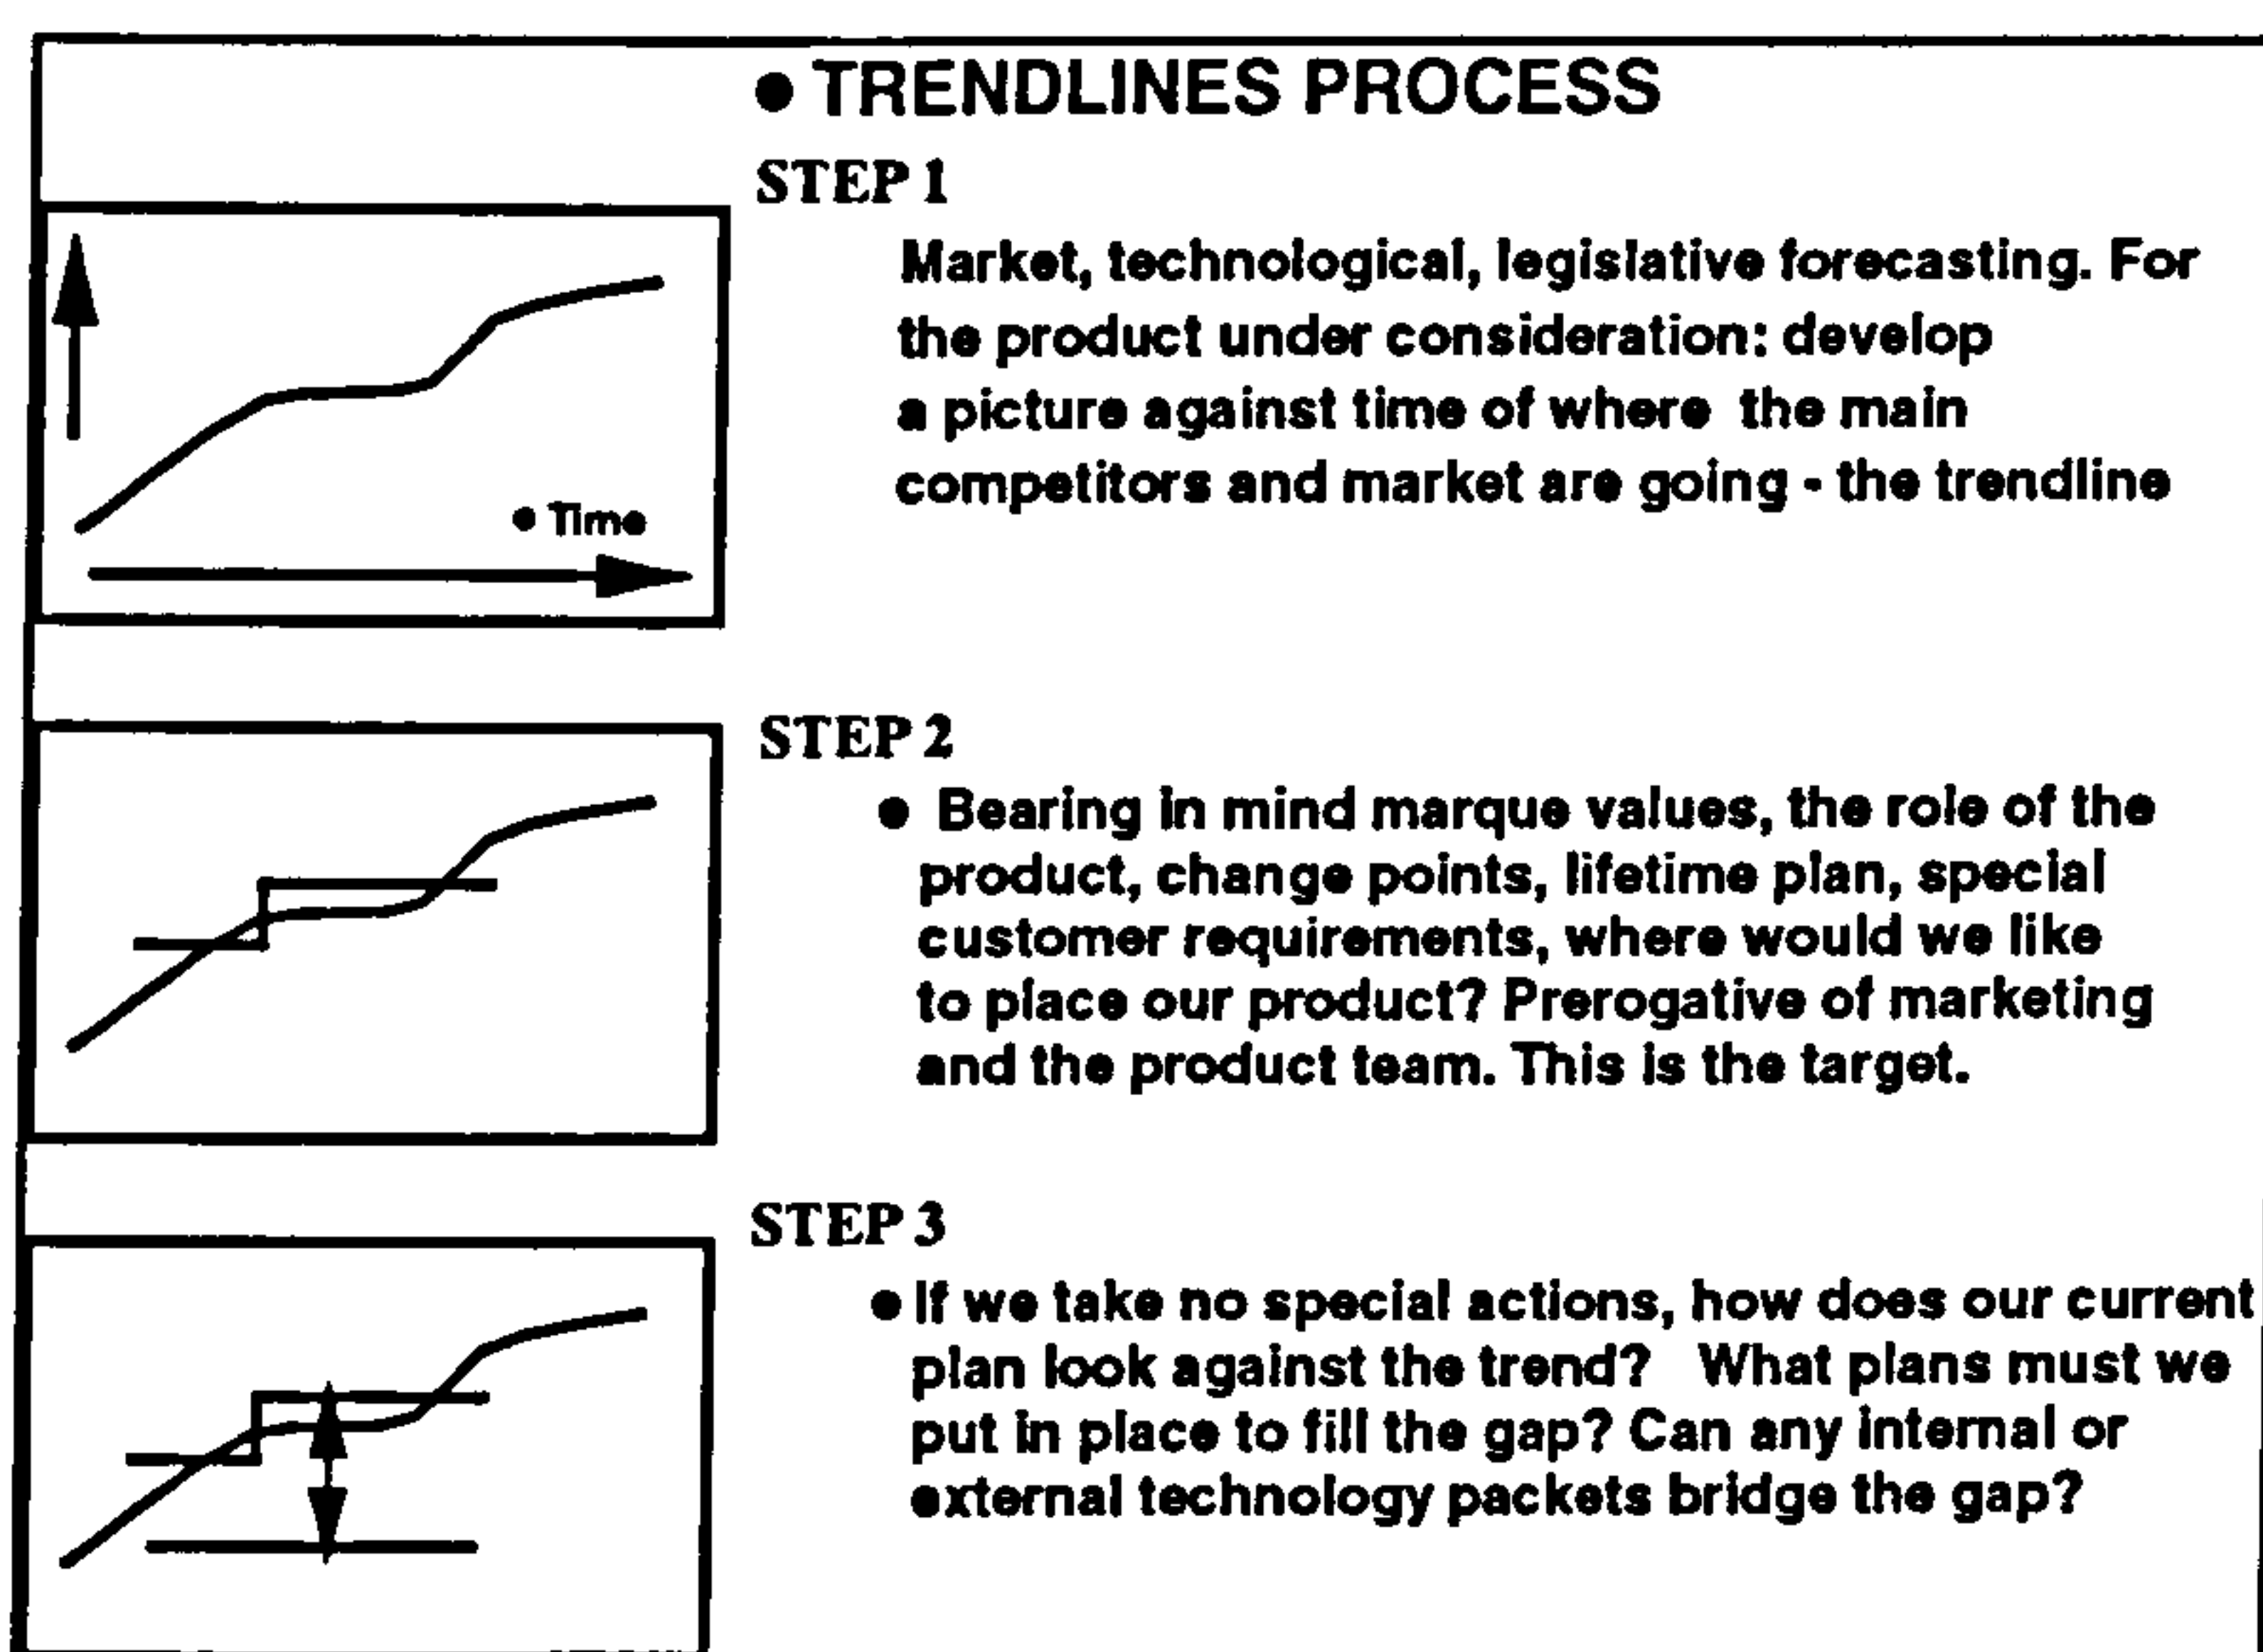 ● TRENDLINES PROCESS
STEP 1
Market, technological, legislative forecasting. For
the product under consideration: develop
a picture against time of where the main
competitors and market are going - the trendline
● Time
STEP 2
● Bearing in mind marque values, the role of the
product, change points, lifetime plan, special
customer requirements, where would we like
to place our product? Prerogative of marketing
and the product team. This is the target.
STEP 3
● If we take no special actions, how does our current
plan look against the trend? What plans must we
put in place to fill the gap? Can any internal or
external technology packets bridge the gap?